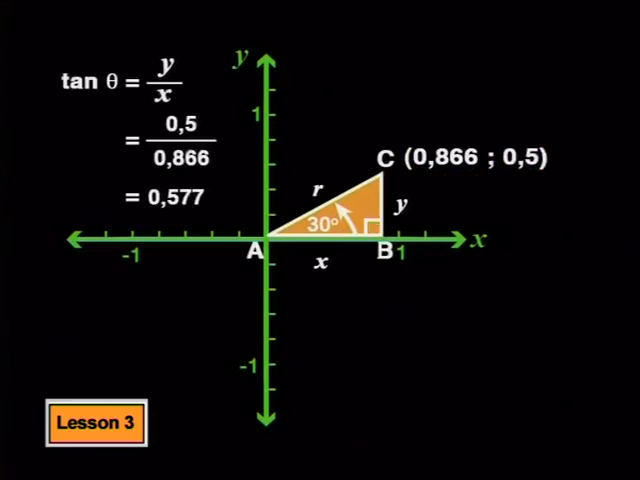 y
tan θ = y/x
= 0,5/0,866
= 0,577
1
C (0,866 ; 0,5)
r
y
30°
-1
A
B
1
x
x
-1
Lesson 3